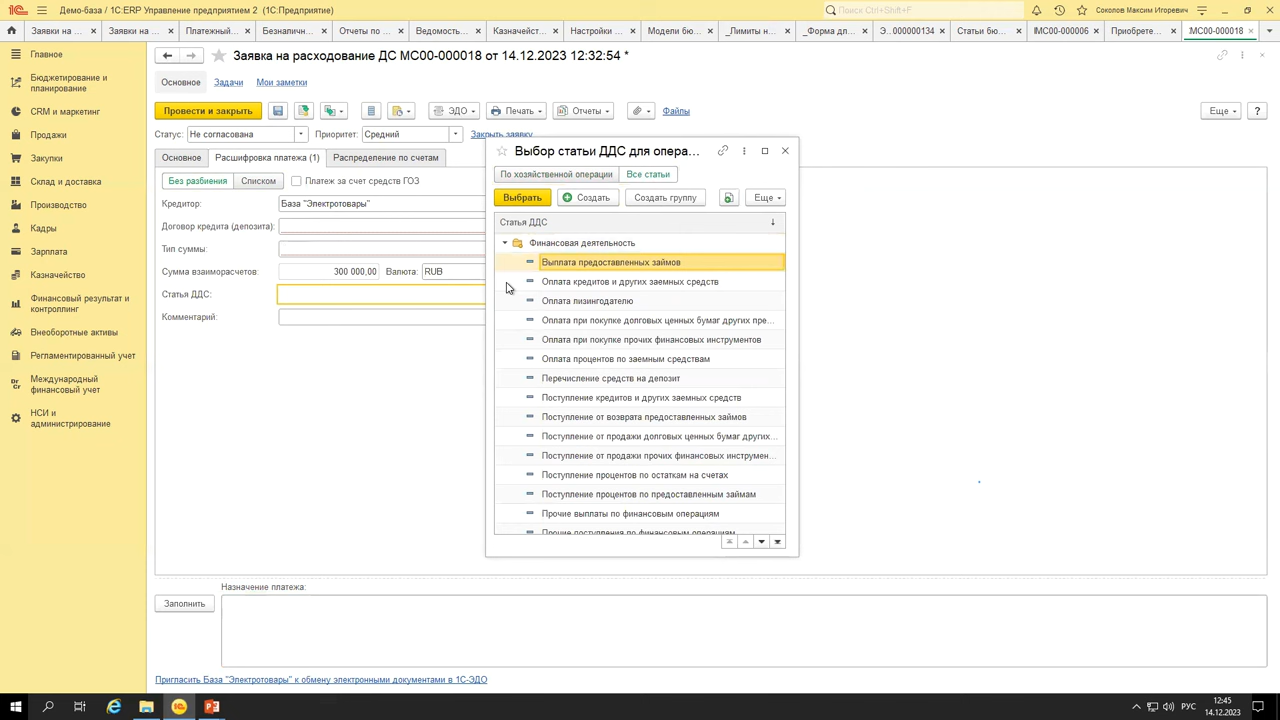 Демо-база / 1С:ERP Управление предприятием 2 (1С:Предприятие)
Поиск Ctrl+Shift+F
Соколов Максим Игоревич
Заявки на ...
Заявки на ...
Платежный...
Безналичн...
Отчеты по...
Ведомость...
Казначейст...
Настройки ...
Модели бю...
_Лимиты н...
_Форма дл...
Э...000000134
Статьи бюд...
Приобрете...
Заявка на расходование ДС МС00-000018 от 14.12.2023 12:32:54 *
Основное
Задачи
Мои заметки
Провести и закрыть
ЭДО
Печать
Отчеты
Файлы
Еще
?
Статус:
Не согласована
Приоритет:
Средний
Закрыть заявку
Основное
Расшифровка платежа (1)
Распределение по счетам
Без разбиения
Списком
Платеж за счет средств ГОЗ
Кредитор:
База "Электротовары"
Договор кредита (депозита):
Тип суммы:
Сумма взаиморасчетов:
300 000,00
Валюта:
RUB
Статья ДДС:
Комментарий:
Выбор статьи ДДС для опера...
По хозяйственной операции
Все статьи
Выбрать
Создать
Создать группу
Еще
Статья ДДС
Финансовая деятельность
Выплата предоставленных займов
Оплата кредитов и других заемных средств
Оплата лизингодателю
Оплата при покупке долговых ценных бумаг других пре...
Оплата при покупке прочих финансовых инструментов
Оплата процентов по заемным средствам
Перечисление средств на депозит
Поступление кредитов и других заемных средств
Поступление от возврата предоставленных займов
Поступление от продажи долговых ценных бумаг других...
Поступление от продажи прочих финансовых инструмен...
Поступление процентов по остаткам на счетах
Поступление процентов по предоставленным займам
Прочие выплаты по финансовым операциям
Прочие поступления по финансовым операциям
Главное
Бюджетирование и
планирование
CRM и маркетинг
Продажи
Закупки
Склад и доставка
Производство
Кадры
Зарплата
Казначейство
Финансовый результат и
контроллинг
Внеоборотные активы
Регламентированный учет
Международный
финансовый учет
НСИ и
администрирование
Назначение платежа:
Заполнить
Пригласить База "Электротовары" к обмену электронными документами в 1С-ЭДО
РУС
12:45
14.12.2023